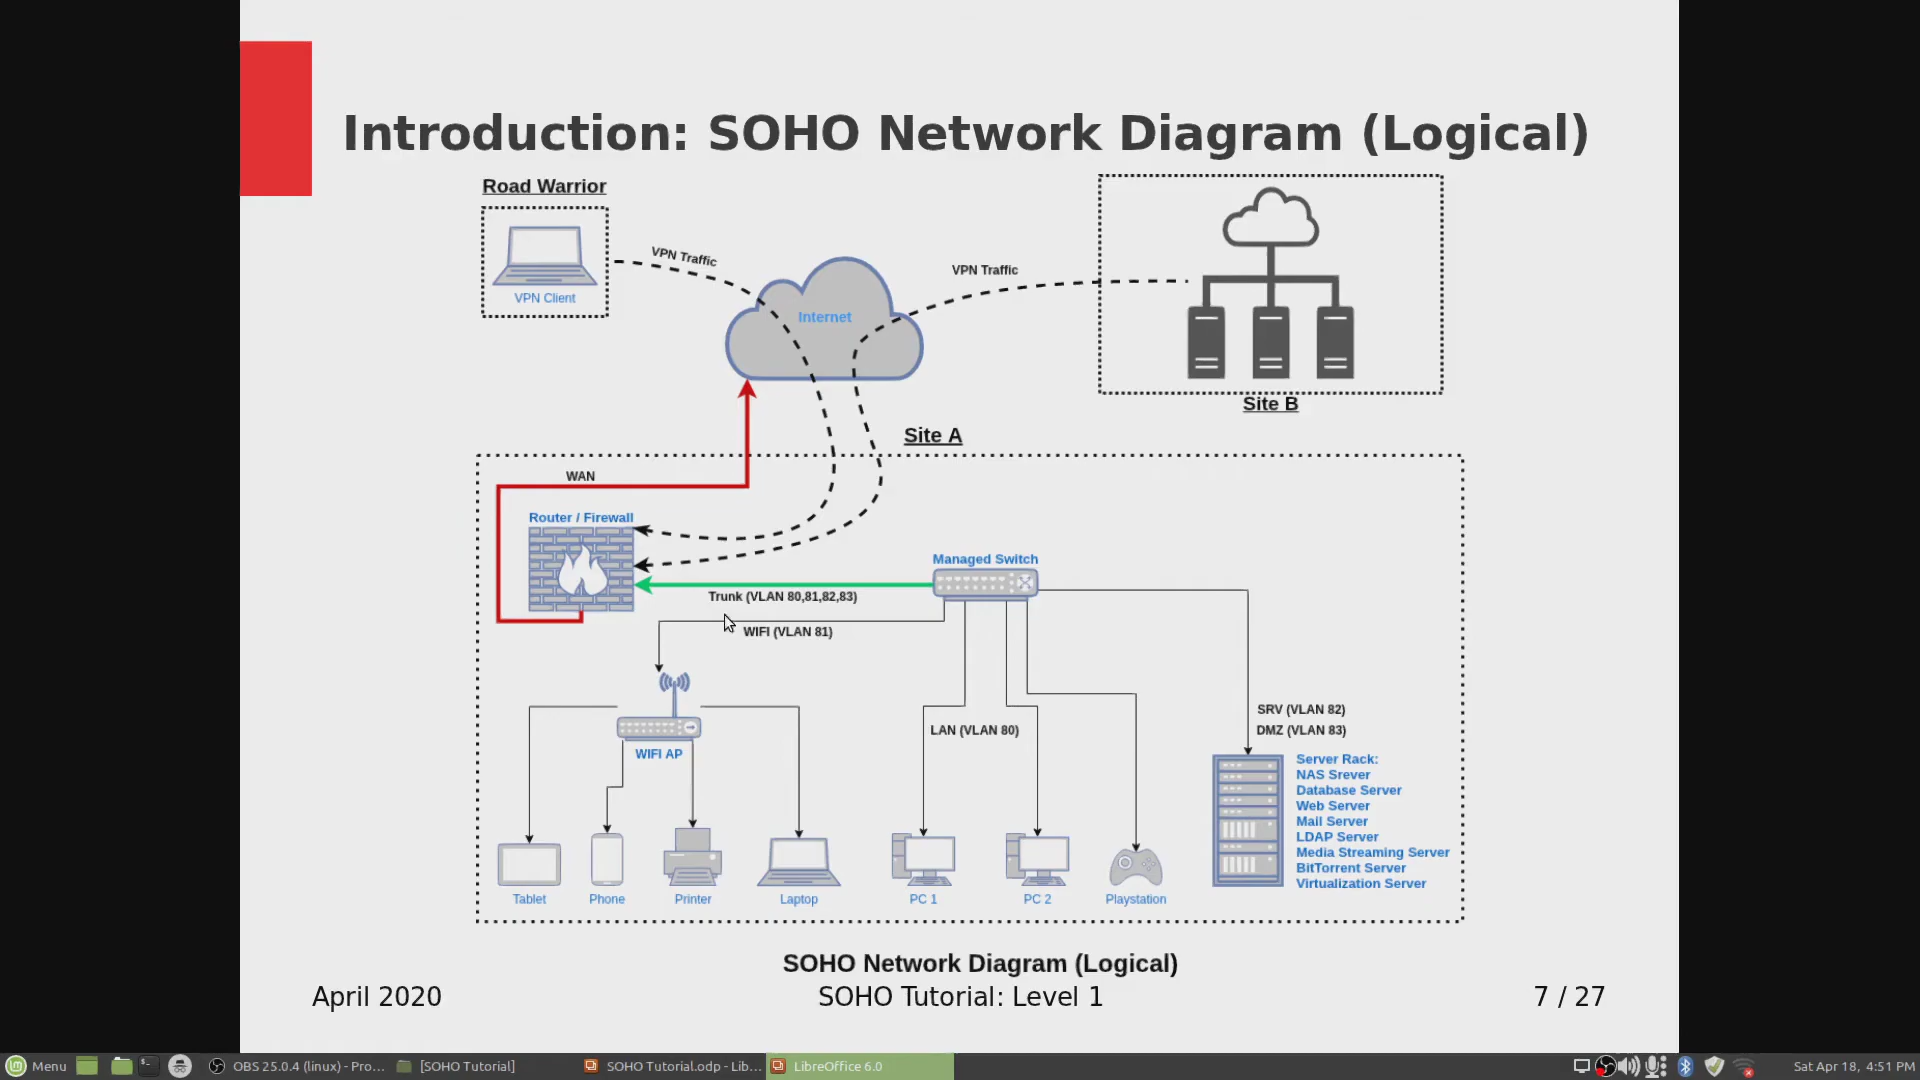 Introduction: SOHO Network Diagram (Logical)
Road Warrior
VPN Client
VPN Traffic
Internet
VPN Traffic
Site B
Site A
WAN
Router / Firewall
Managed Switch
Trunk (VLAN 80,81,82,83)
WIFI (VLAN 81)
WIFI AP
LAN (VLAN 80)
SRV (VLAN 82)
DMZ (VLAN 83)
Server Rack:
NAS Srever
Database Server
Web Server
Mail Server
LDAP Server
Media Streaming Server
BitTorrent Server
Virtualization Server
Tablet
Phone
Printer
Laptop
PC 1
PC 2
Playstation
SOHO Network Diagram (Logical)
April 2020
SOHO Tutorial: Level 1
7 / 27
Menu
OBS 25.0.4 (linux) - Pro...
[SOHO Tutorial]
SOHO Tutorial.odp - Lib...
LibreOffice 6.0
Sat Apr 18, 4:51 PM